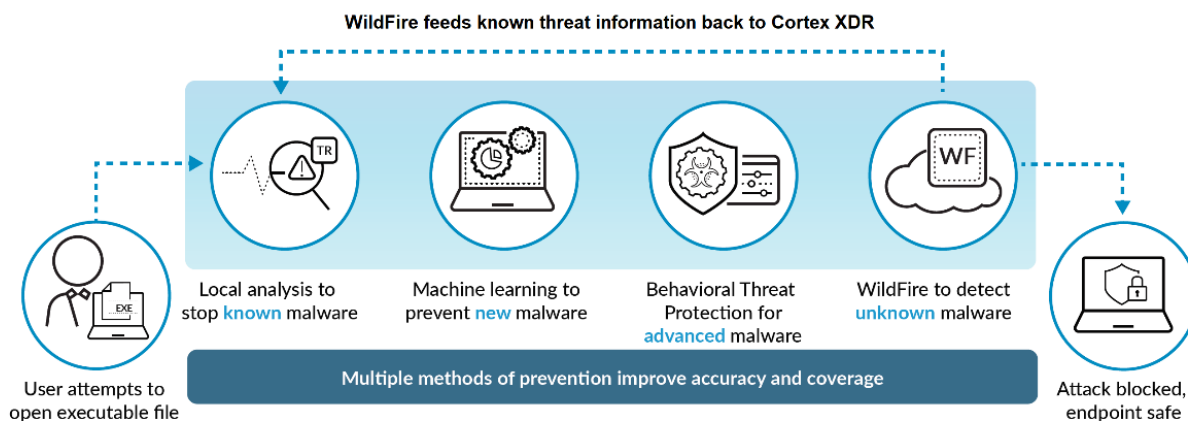 WildFire feeds known threat information back to Cortex XDR
TR
WF
EXE
Local analysis to
stop known malware
Machine learning to
prevent new malware
Behavioral Threat
Protection for
advanced malware
WildFire to detect
unknown malware
User attempts to
open executable file
Multiple methods of prevention improve accuracy and coverage
Attack blocked,
endpoint safe